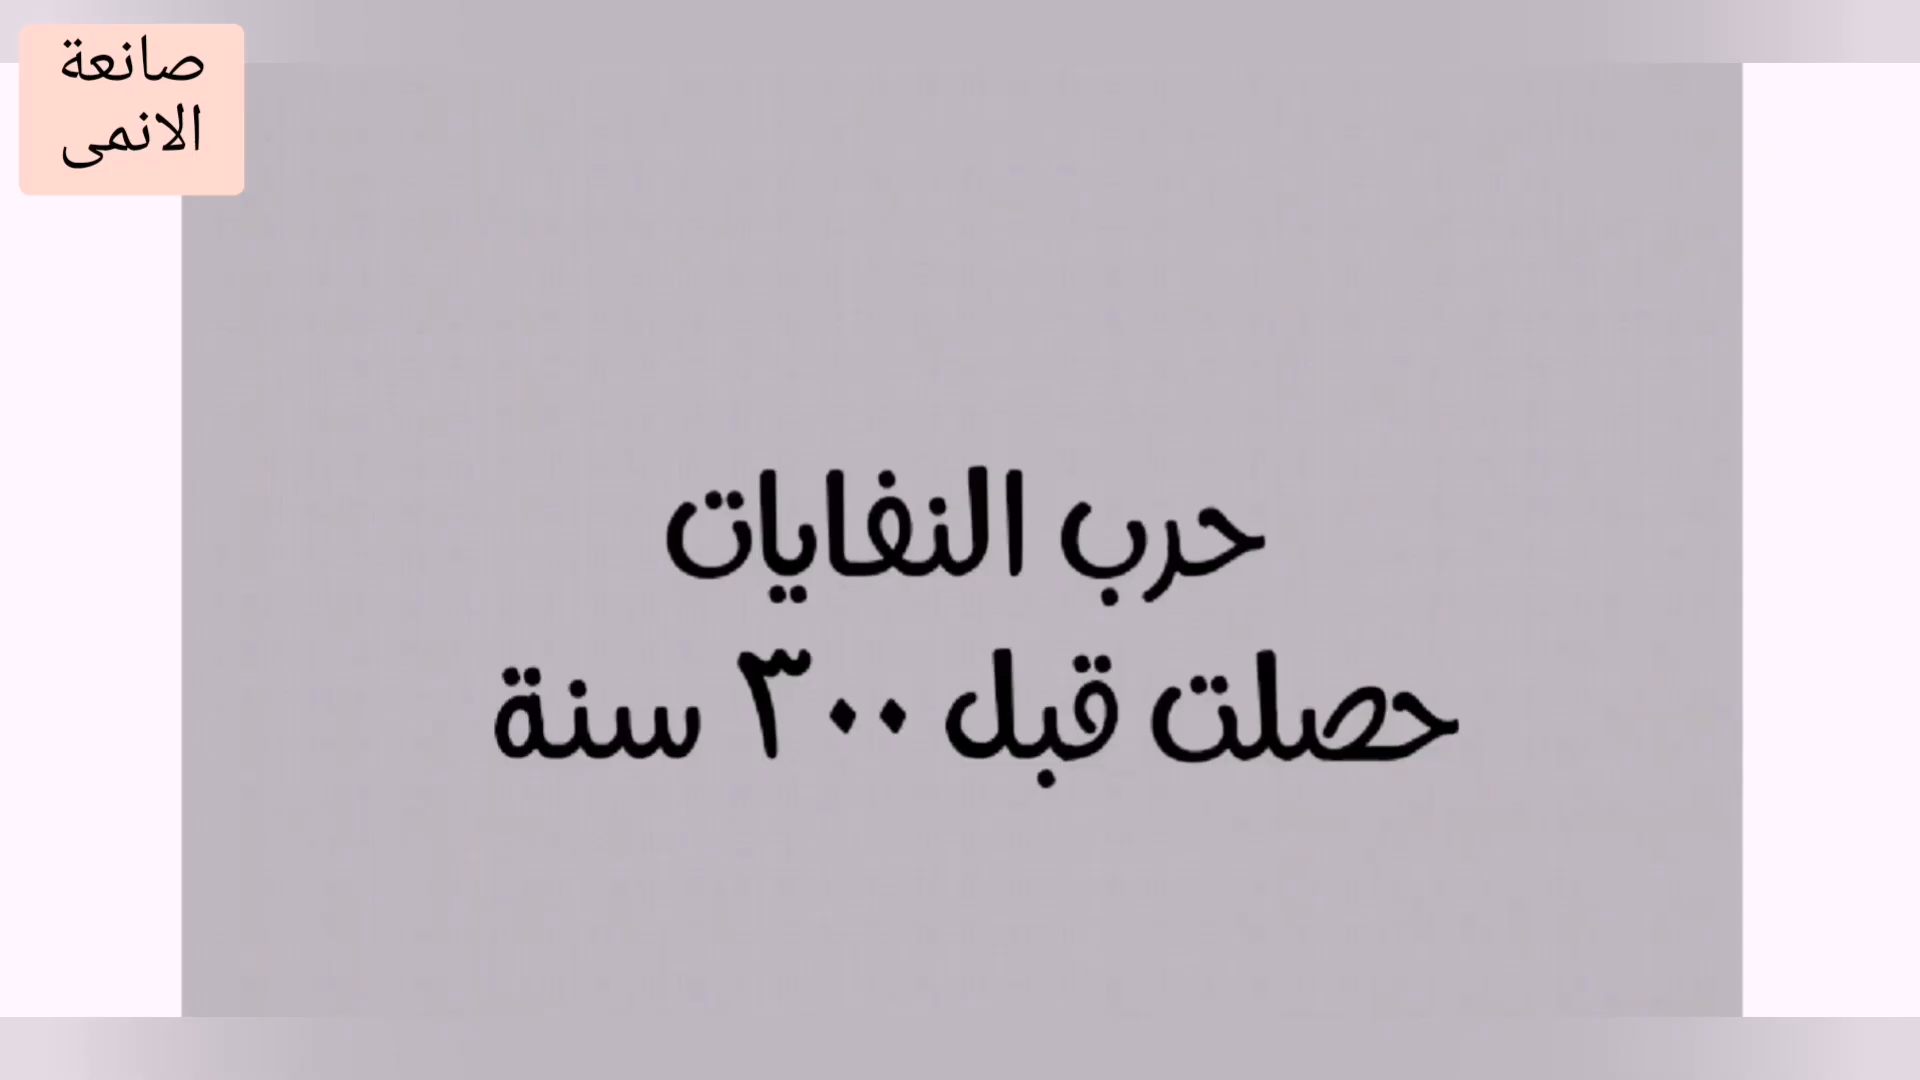 صانعة
الانمى
حرب النفايات
حصلت قبل ٣٠٠ سنة